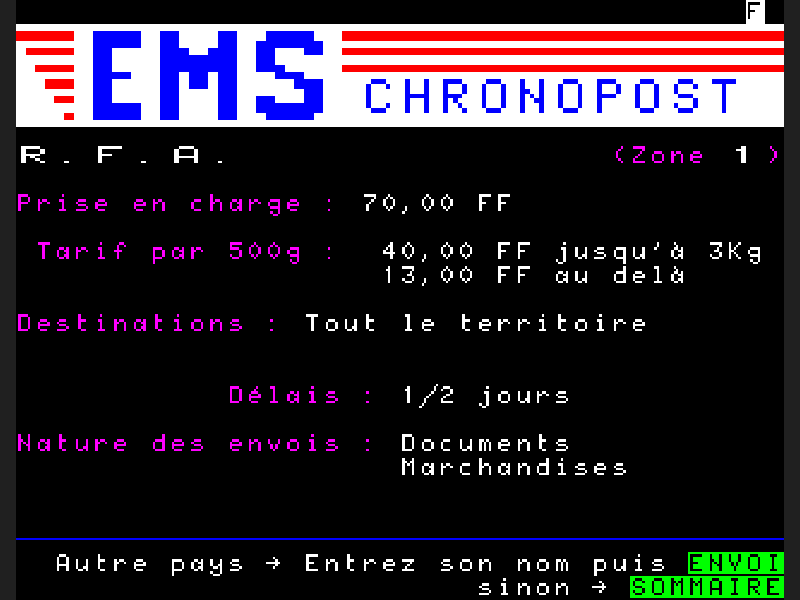 F
EMS
CHRONOPOST
R.F.A. (Zone 1)
Prise en charge : 70,00 FF
Tarif par 500g : 40,00 FF jusqu'à 3Kg
13,00 FF au delà
Destinations : Tout le territoire
Délais : 1/2 jours
Nature des envois : Documents
Marchandises
Autre pays → Entrez son nom puis ENVOI
sinon → SOMMAIRE